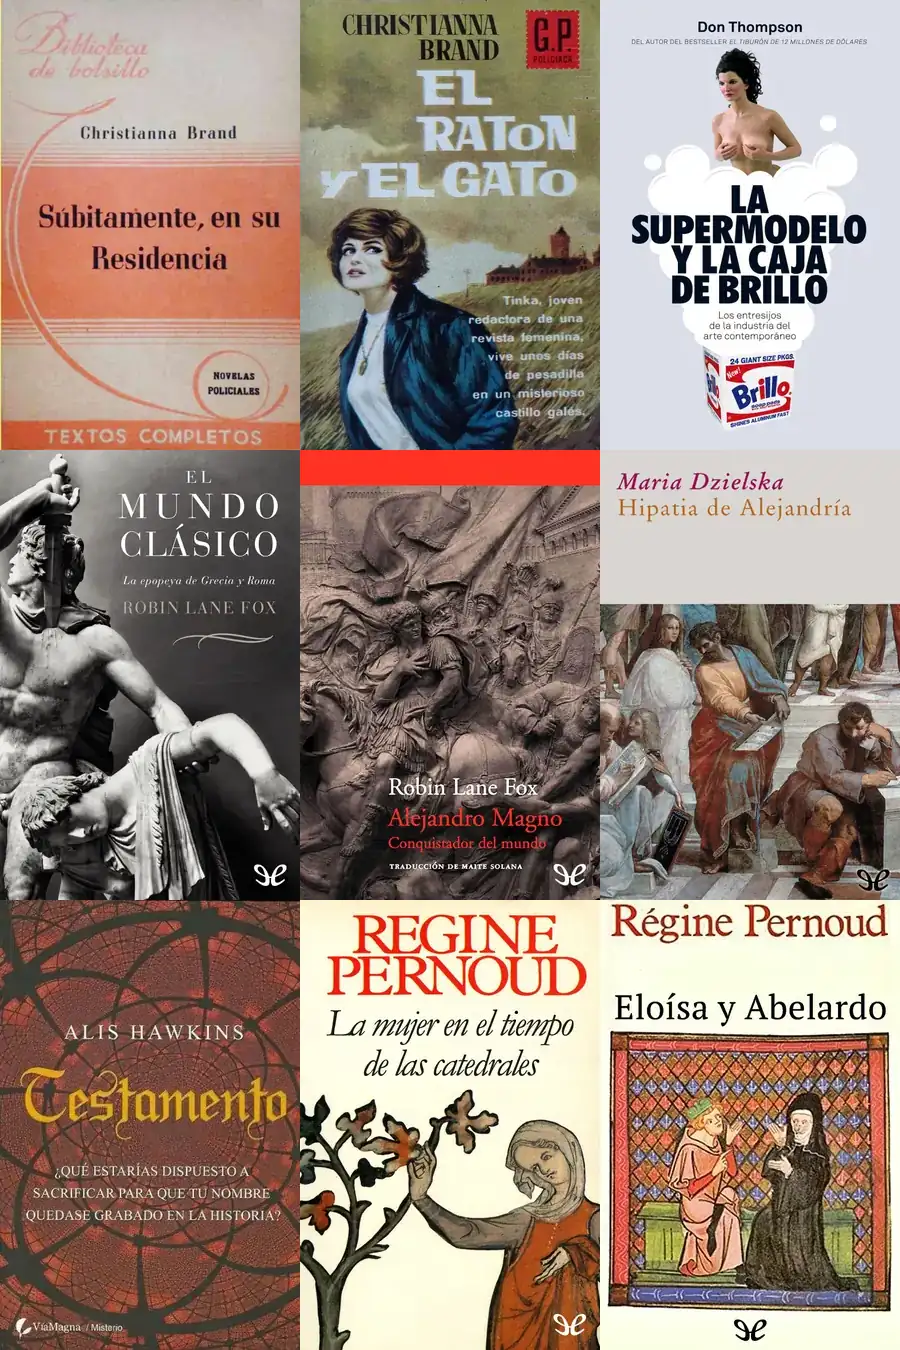 Biblioteca
de bolsillo
Christianna Brand
Súbitamente, en su
Residencia
NOVELAS
POLICIALES
TEXTOS COMPLETOS
CHRISTIANNA
BRAND
G.P.
POLICIACA
EL
RATON
Y EL GATO
Tinka, joven
redactora de una
revista femenina,
vive unos días
de pesadilla
en un misterioso
castillo galés.
Don Thompson
DEL AUTOR DEL BESTSELLER EL TIBURÓN DE 12 MILLONES DE DÓLARES
LA
SUPERMODELO
Y LA CAJA
DE BRILLO
Los entresijos
de la industria del
arte contemporáneo
24 GIANT SIZE PKGS.
New!
Brillo
soap pads
SHINES ALUMINUM FAST
EL
MUNDO
CLÁSICO
La epopeya de Grecia y Roma
ROBIN LANE FOX
Robin Lane Fox
Alejandro Magno
Conquistador del mundo
TRADUCCIÓN DE MAITE SOLANA
Maria Dzielska
Hipatia de Alejandría
ALIS HAWKINS
Testamento
¿QUÉ ESTARÍAS DISPUESTO A
SACRIFICAR PARA QUE TU NOMBRE
QUEDASE GRABADO EN LA HISTORIA?
ViaMagna / Misterio
REGINE
PERNOUD
La mujer en el tiempo
de las catedrales
Régine Pernoud
Eloísa y Abelardo